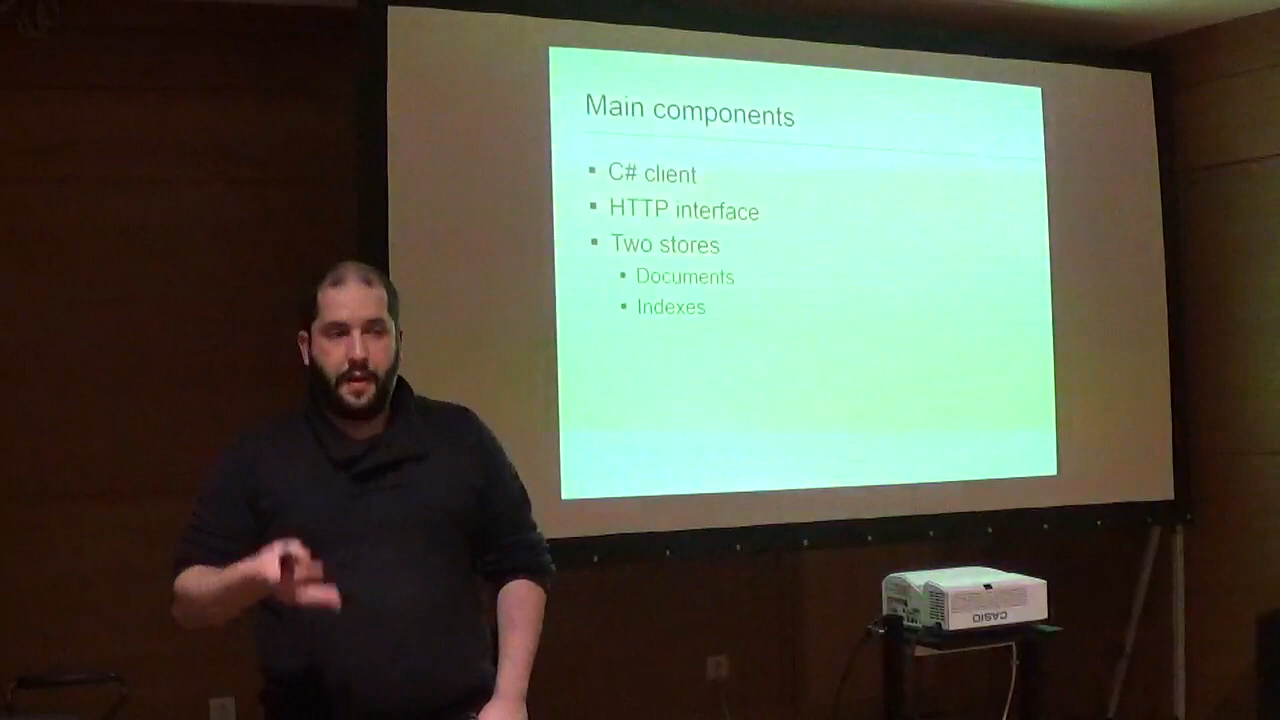 Main components
▪ C# client
▪ HTTP interface
▪ Two stores
▪ Documents
▪ Indexes
CASIO